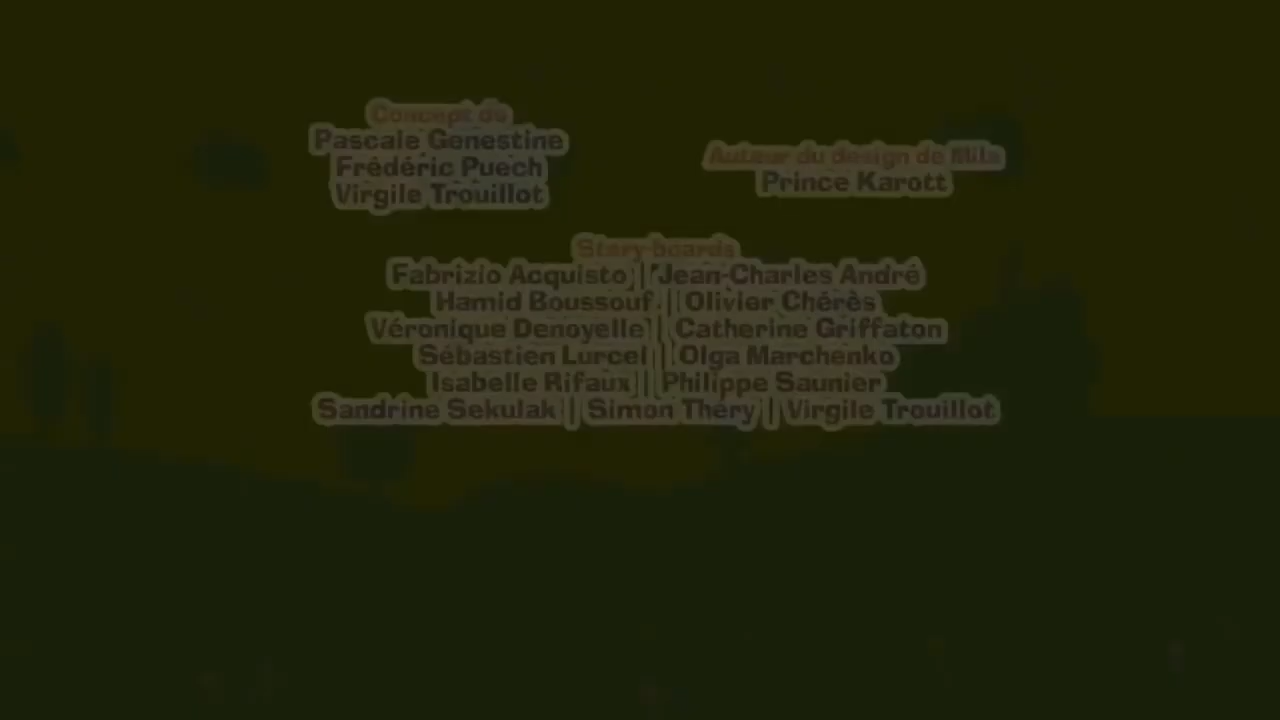 Concept de
Pascale Genestine
Frédéric Puech
Virgile Trouillot
Auteur du design de Mila
Prince Karott
Story-boards
Fabrizio Acquisto | Jean-Charles André
Hamid Boussouf | Olivier Chérès
Véronique Denoyelle | Catherine Griffaton
Sébastien Lurcel | Olga Marchenko
Isabelle Rifaux | Philippe Saunier
Sandrine Sekulak | Simon Théry | Virgile Trouillot